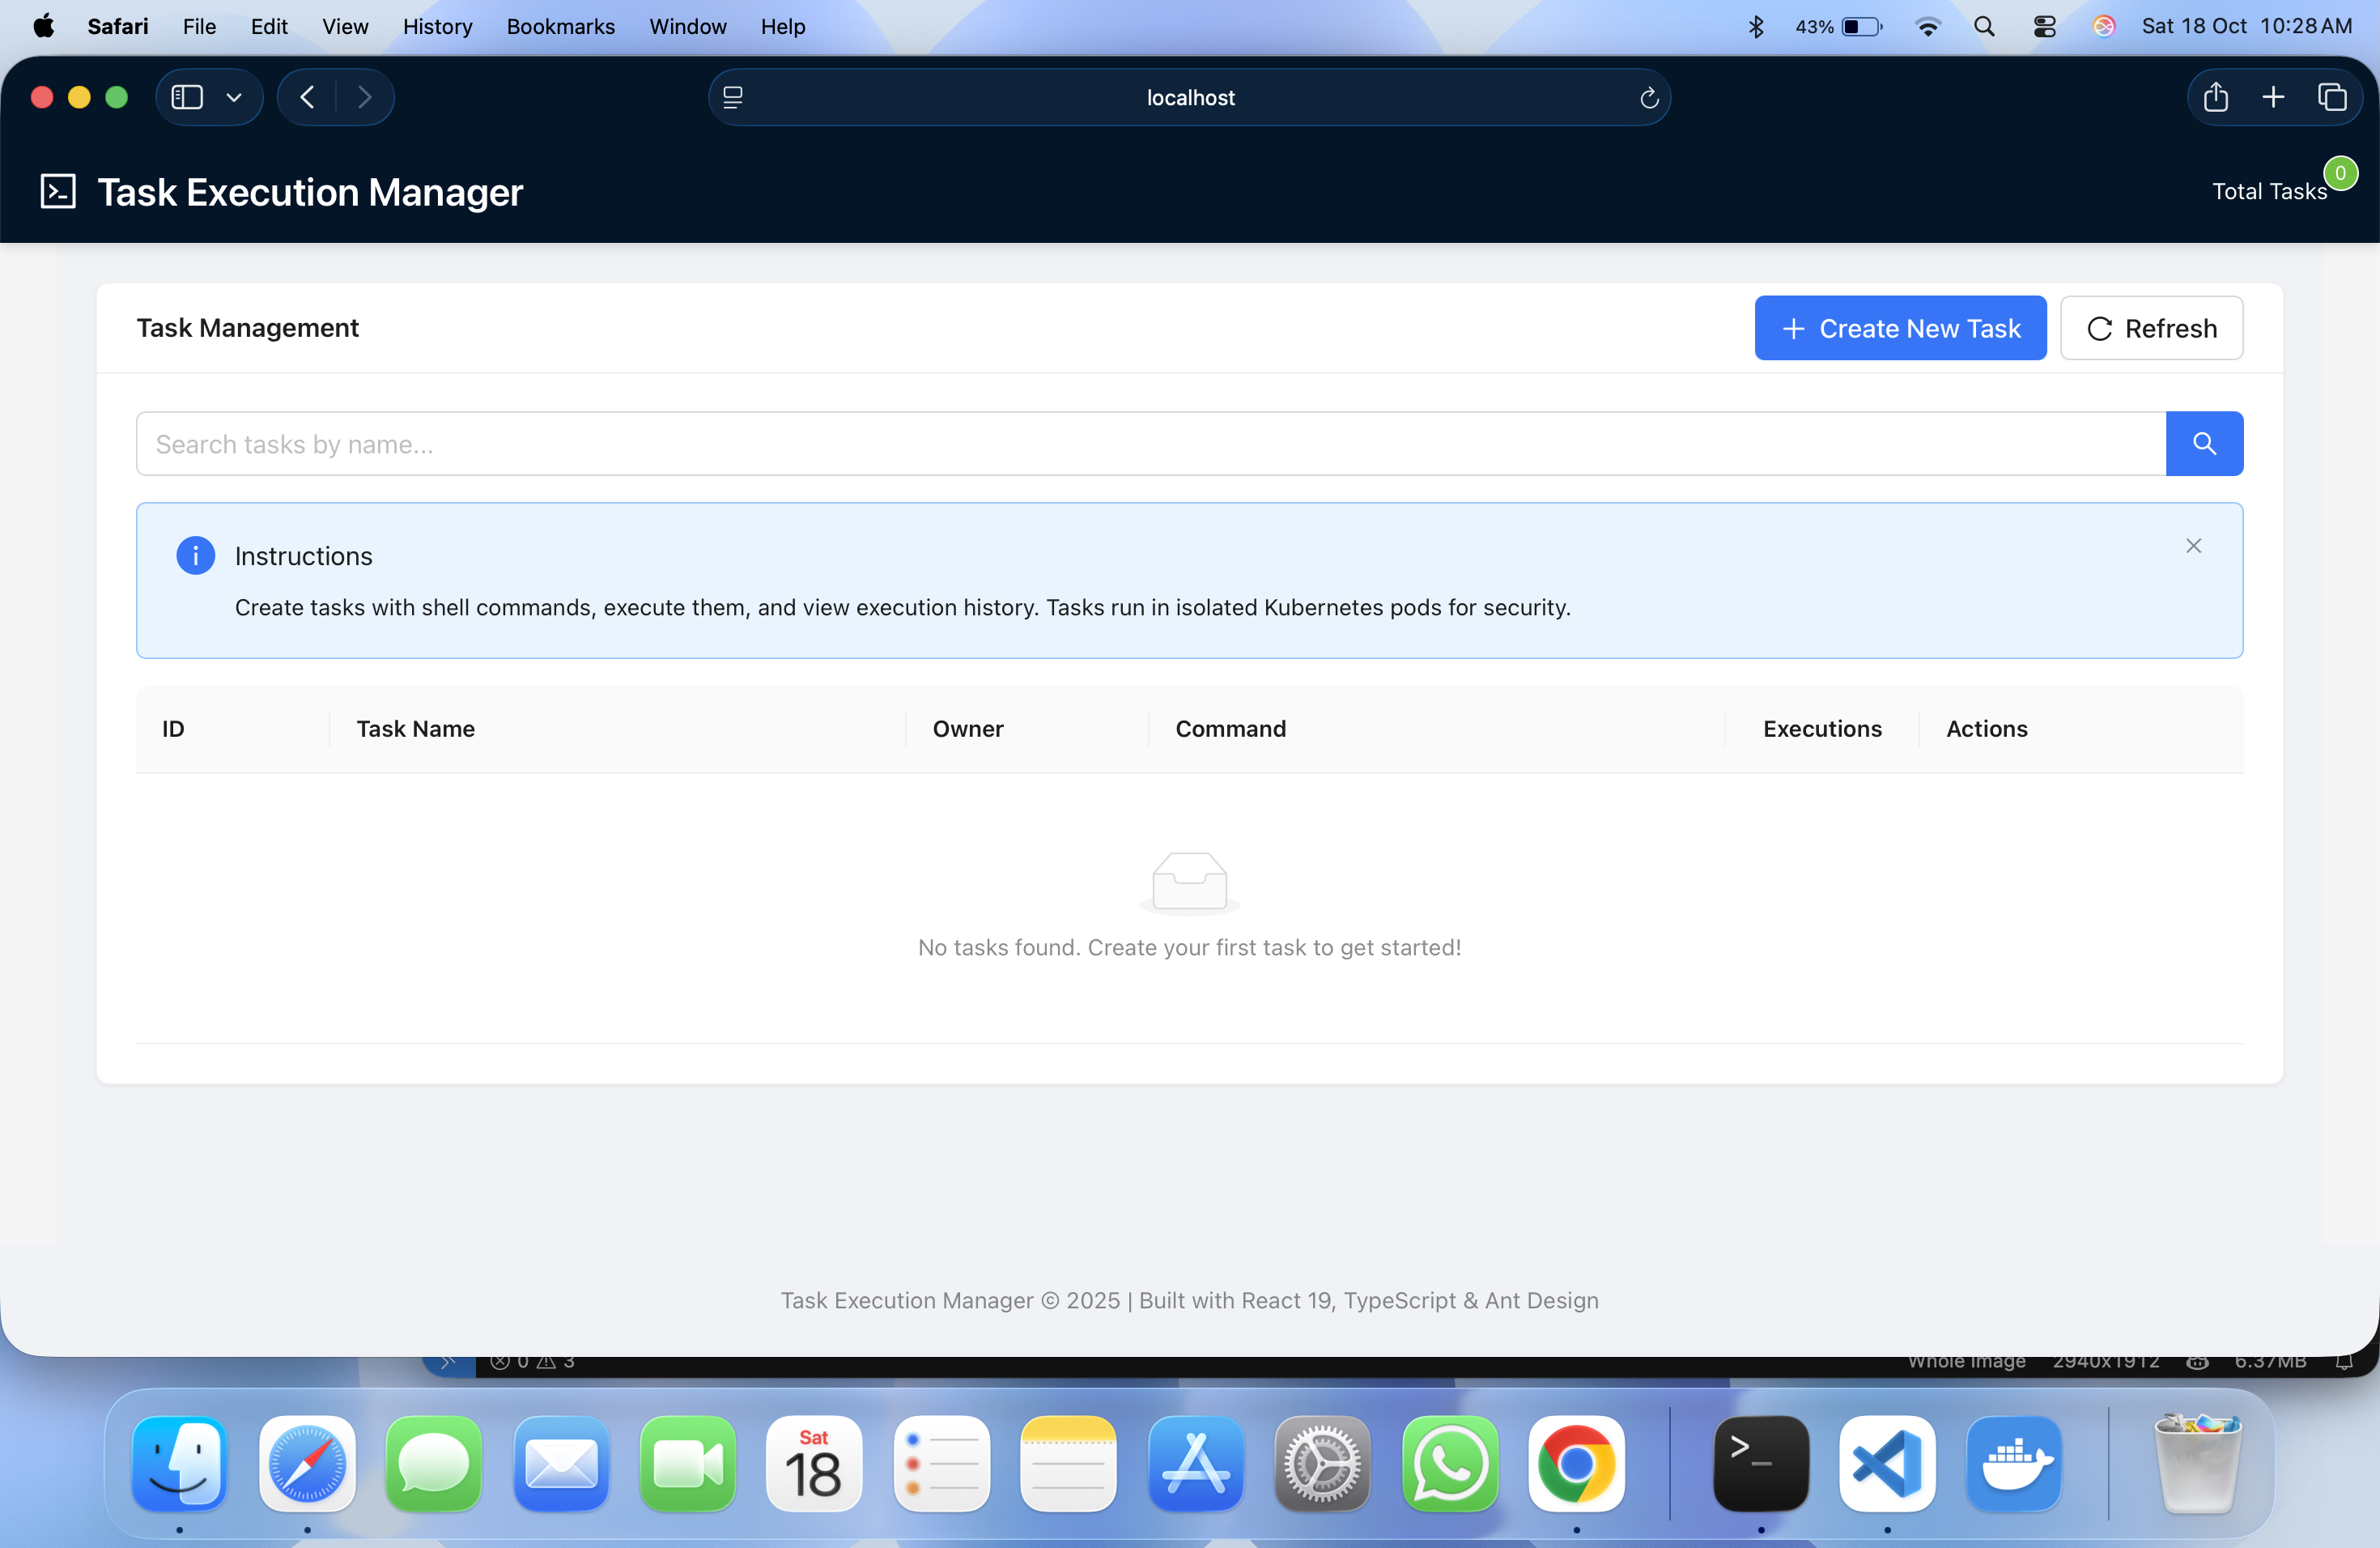 Safari File Edit View History Bookmarks Window Help 43% Sat 18 Oct 10:28 AM
localhost
Task Execution Manager
Total Tasks 0
Task Management
Create New Task
Refresh
Search tasks by name...
Instructions
Create tasks with shell commands, execute them, and view execution history. Tasks run in isolated Kubernetes pods for security.
ID Task Name Owner Command Executions Actions
No tasks found. Create your first task to get started!
Task Execution Manager © 2025 | Built with React 19, TypeScript & Ant Design
0 3 Whole Image 2940x1912 6.37MB
Sat
18